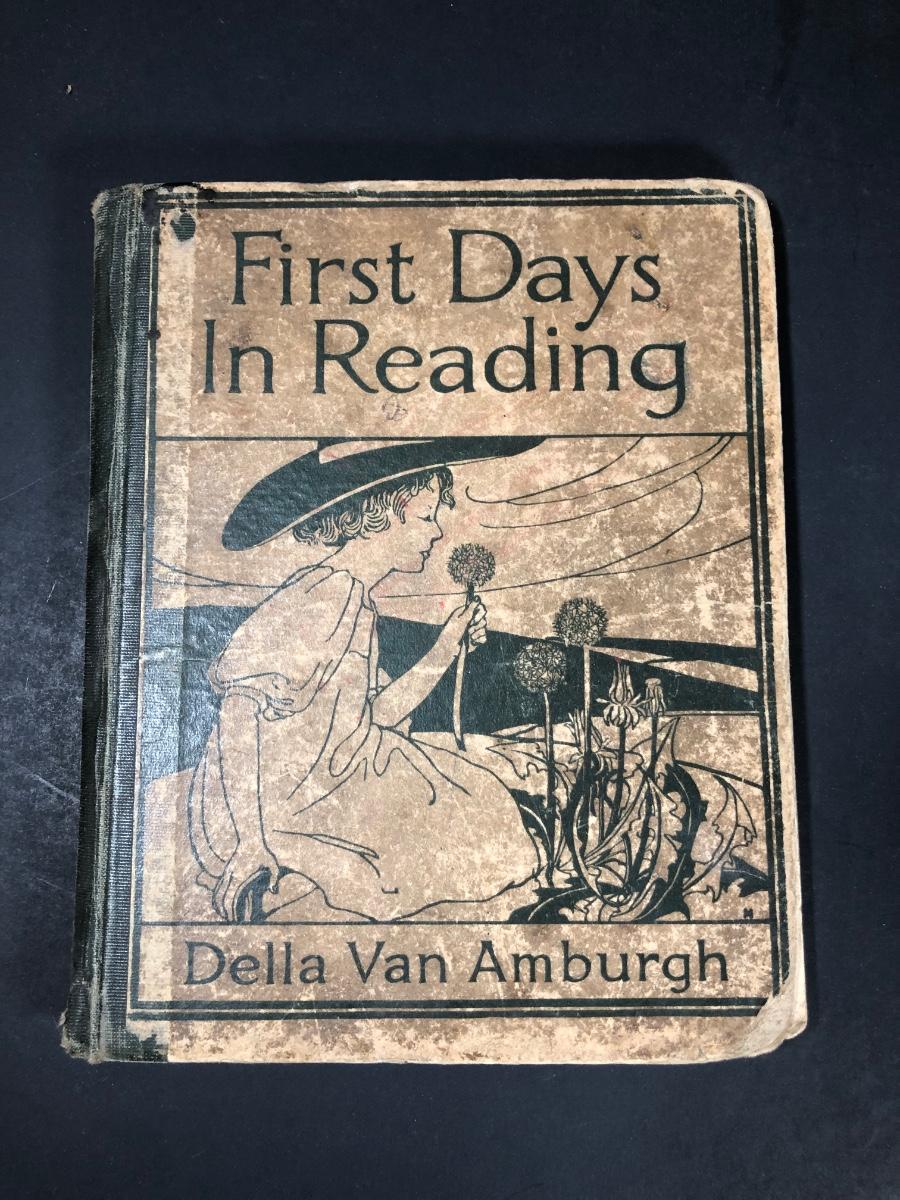 First Days
In Reading
Della Van Amburgh